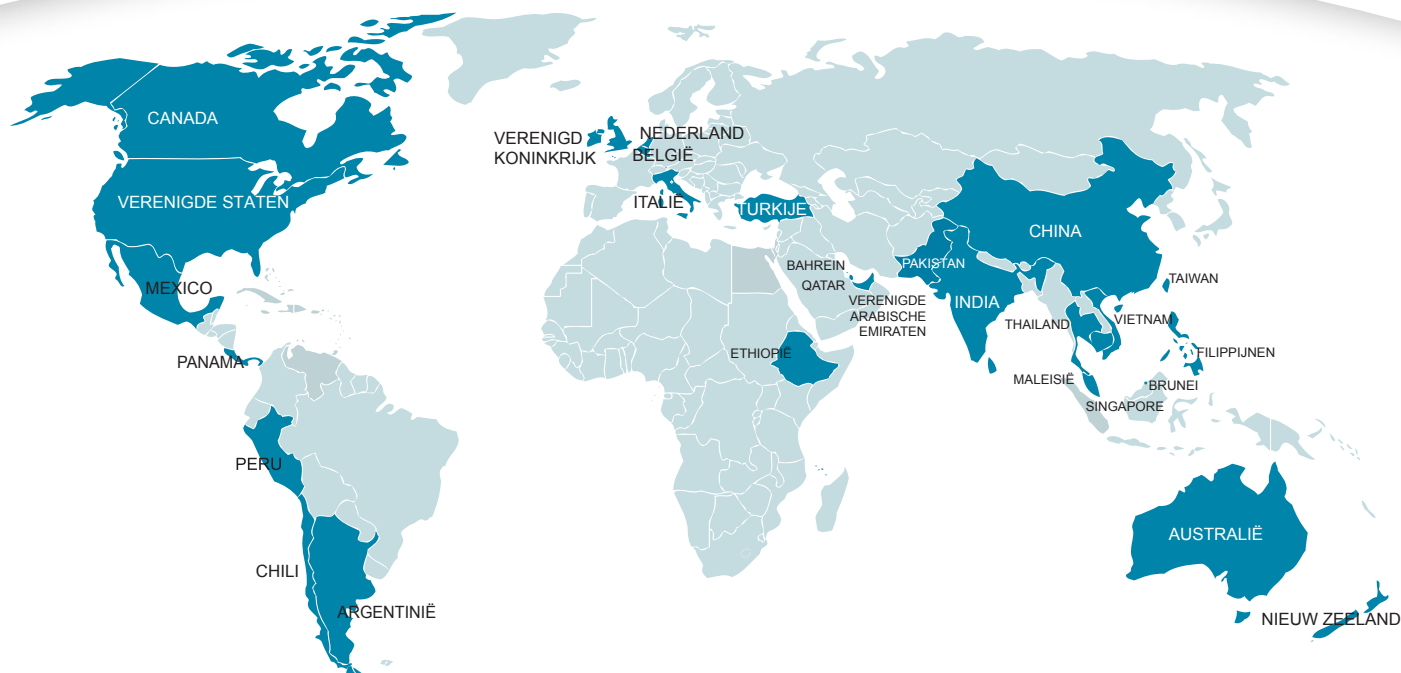 CANADA
VERENIGDE STATEN
MEXICO
PANAMA
PERU
CHILI
ARGENTINIË
VERENIGD
KONINKRIJK
NEDERLAND
BELGIË
ITALIË
TURKIJE
BAHREIN
QATAR
VERENIGDE
ARABISCHE
EMIRATEN
ETHIOPIË
PAKISTAN
INDIA
CHINA
TAIWAN
THAILAND
VIETNAM
FILIPPIJNEN
MALEISIË
BRUNEI
SINGAPORE
AUSTRALIË
NIEUW ZEELAND